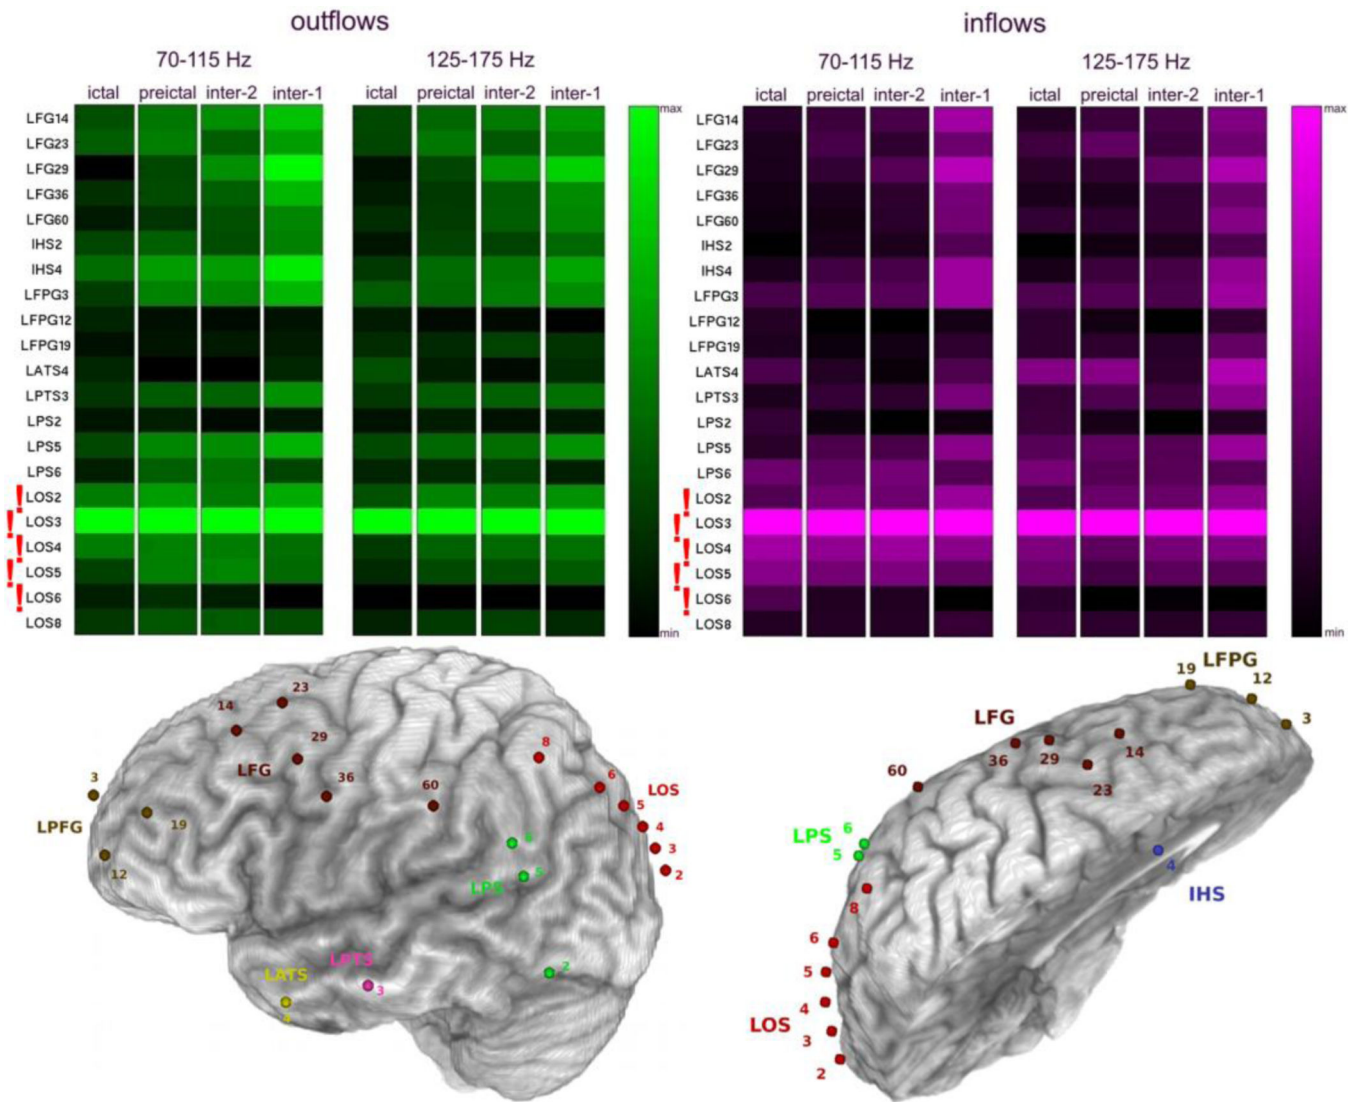 outflows
inflows
70-115 Hz
125-175 Hz
70-115 Hz
125-175 Hz
ictal preictal inter-2 inter-1
ictal preictal inter-2 inter-1
ictal preictal inter-2 inter-1
ictal preictal inter-2 inter-1
max
max
LFG14
LFG23
LFG29
LFG36
LFG60
IHS2
IHS4
LFPG3
LFPG12
LFPG19
LATS4
LPTS3
LPS2
LPS5
LPS6
! LOS2
! LOS3
! LOS4
! LOS5
! LOS6
LOS8
min
LFG14
LFG23
LFG29
LFG36
LFG60
IHS2
IHS4
LFPG3
LFPG12
LFPG19
LATS4
LPTS3
LPS2
LPS5
LPS6
! LOS2
! LOS3
! LOS4
! LOS5
! LOS6
LOS8
min
23
14
29
LFG
36
60
3
LPFG
19
12
8
6
LOS
5
4
3
2
6
LPS
5
2
LATS
4
LPTS
3
19
LFPG
12
3
LFG
36
29
14
23
60
LPS
6
5
4
IHS
8
6
5
4
LOS
3
2